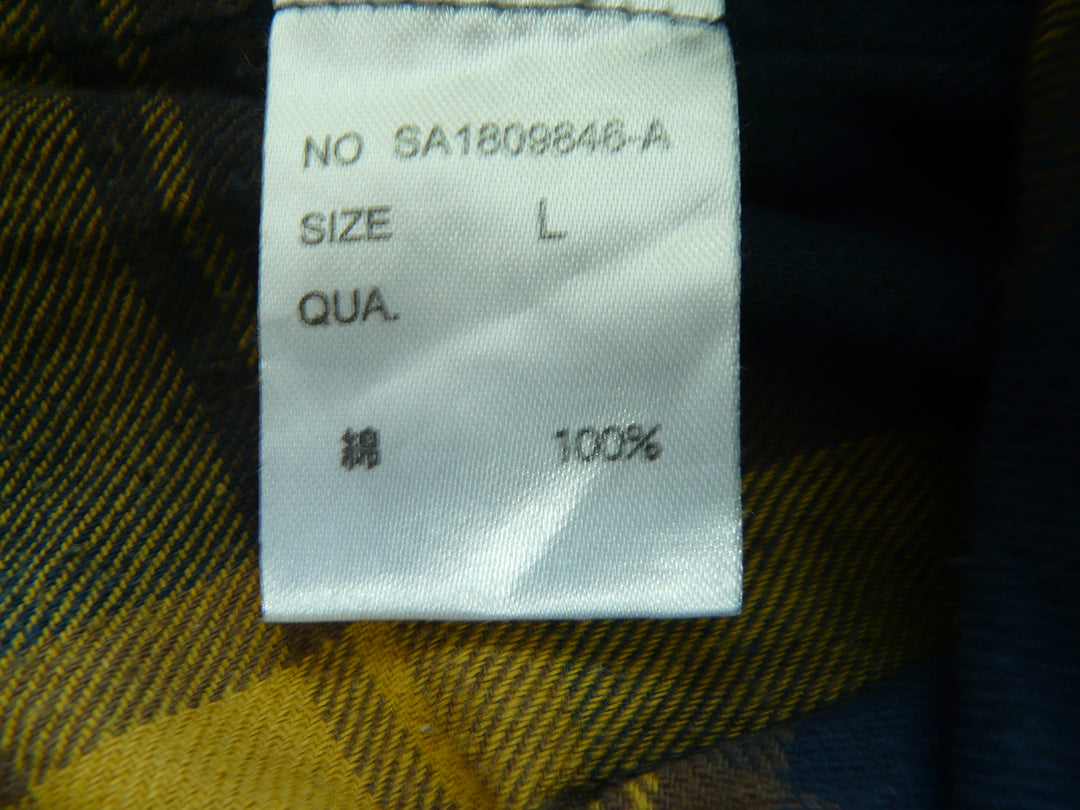 NO SA1809846-A
SIZE L
QUA.
綿 100%